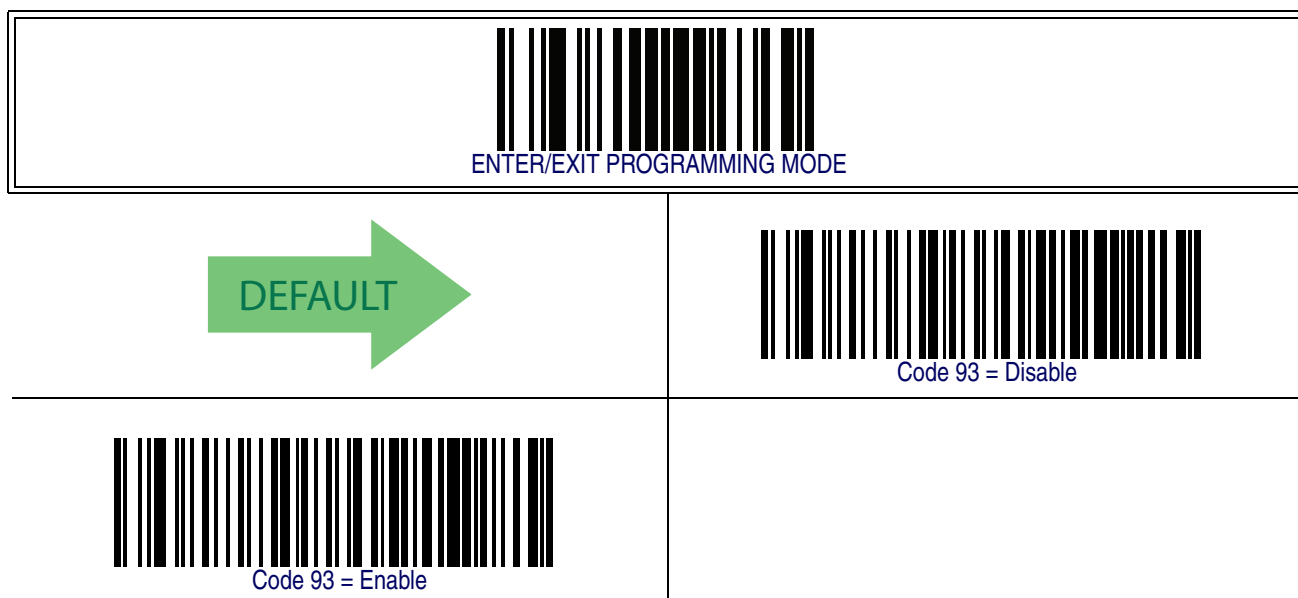 ENTER/EXIT PROGRAMMING MODE
DEFAULT
Code 93 = Disable
Code 93 = Enable